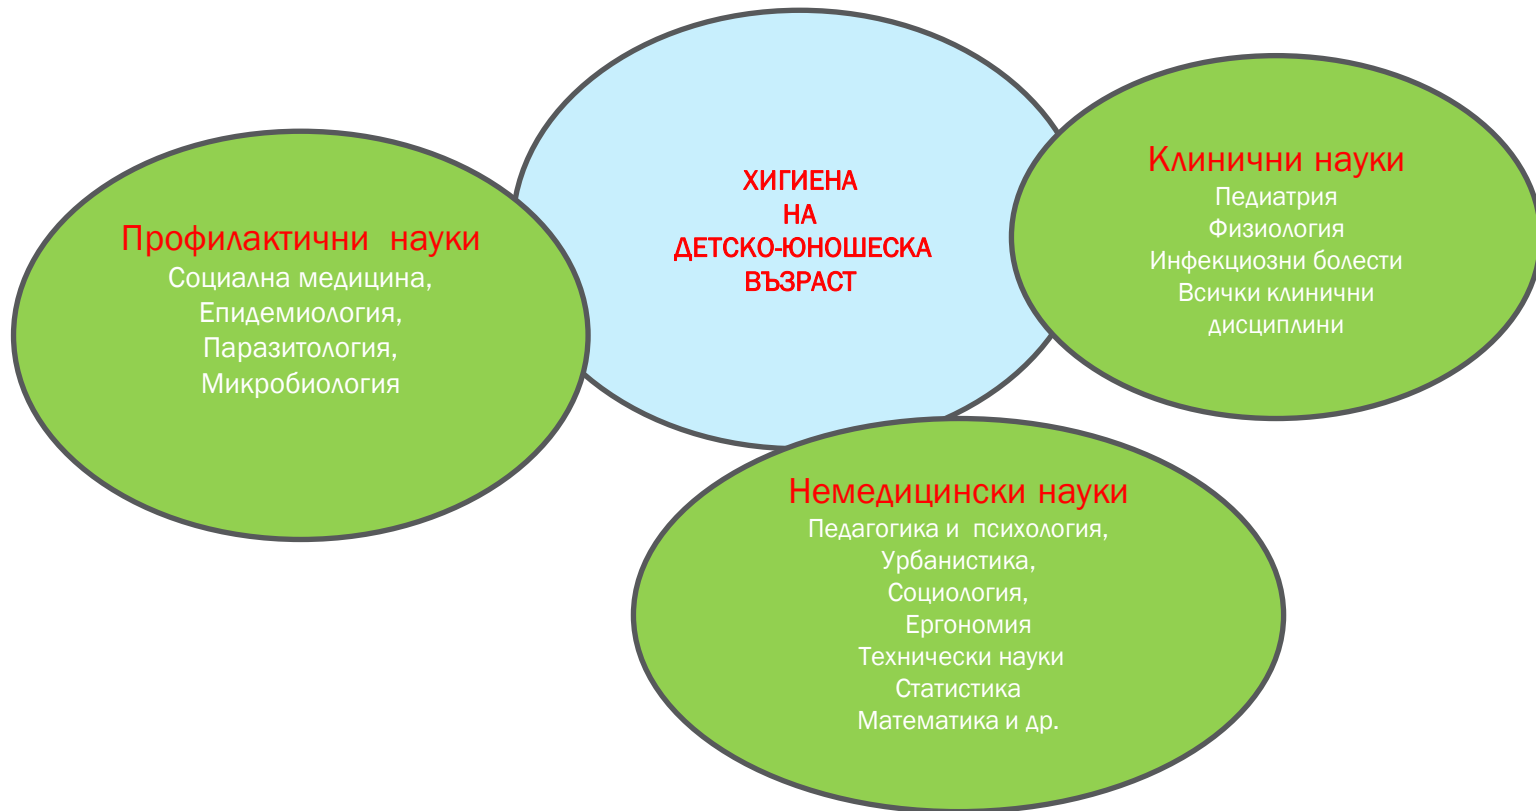 ХИГИЕНА
НА
ДЕТСКО-ЮНОШЕСКА
ВЪЗРАСТ
Профилактични науки
Социална медицина,
Епидемиология,
Паразитология,
Микробиология
Клинични науки
Педиатрия
Физиология
Инфекциозни болести
Всички клинични
дисциплини
Немедицински науки
Педагогика и психология,
Урбанистика,
Социология,
Ергономия
Технически науки
Статистика
Математика и др.